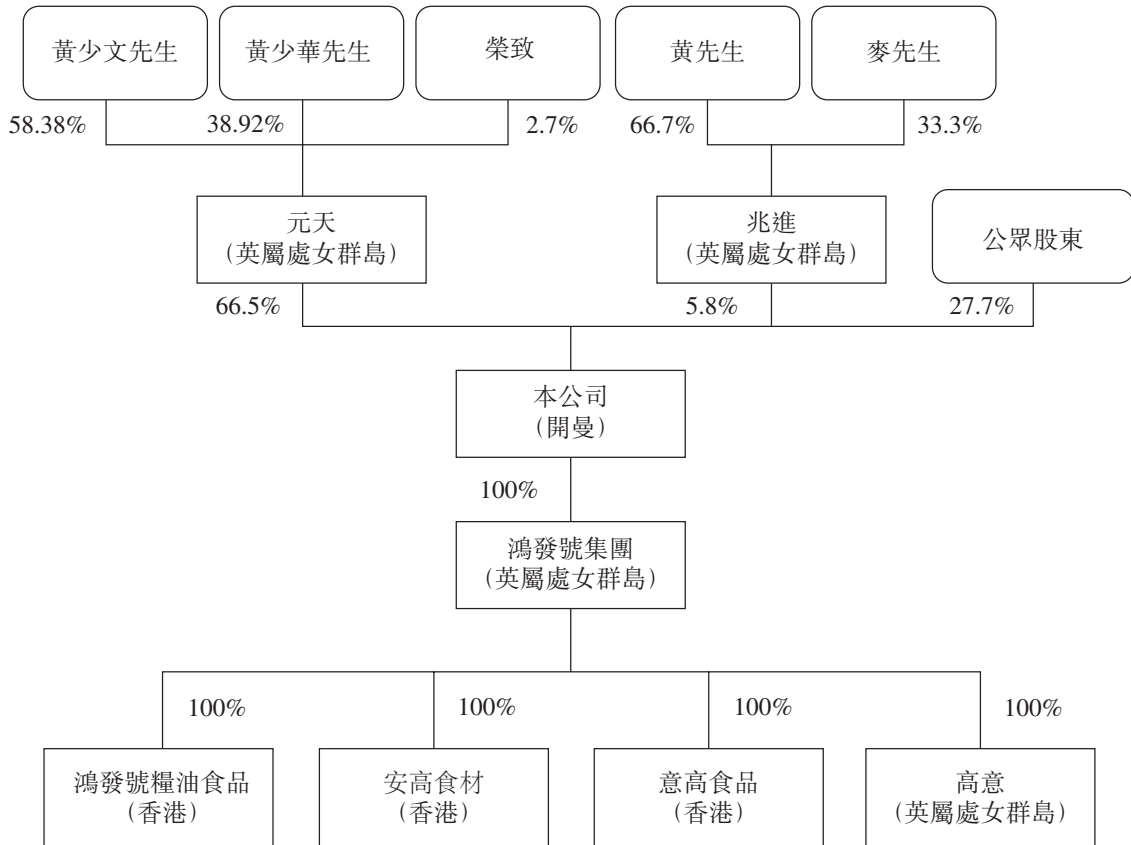 黃少文先生
黃少華先生
榮致
黄先生
麥先生
58.38%
38.92%
2.7%
66.7%
33.3%
元天
(英屬處女群島)
兆進
(英屬處女群島)
公眾股東
66.5%
5.8%
27.7%
本公司
(開曼)
100%
鴻發號集團
(英屬處女群島)
100%
100%
100%
100%
鴻發號糧油食品
(香港)
安高食材
(香港)
意高食品
(香港)
高意
(英屬處女群島)